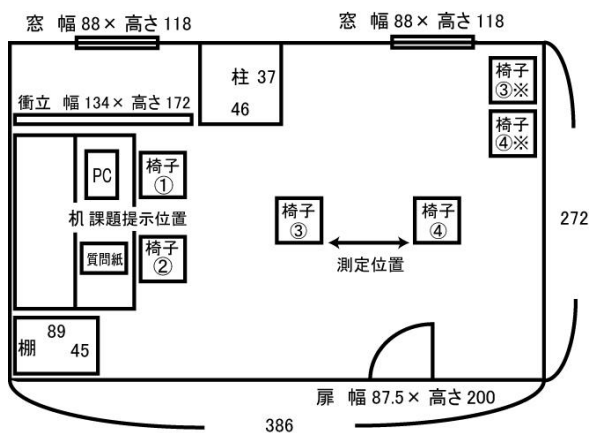 窓 幅 88× 高さ 118
窓 幅 88× 高さ 118
柱 37
46
椅子
③※
衝立 幅 134× 高さ 172
椅子
④※
PC
椅子
①
椅子
③
椅子
④
机 課題提示位置
272
質問紙
椅子
②
測定位置
89
棚 45
扉 幅 87.5× 高さ 200
386